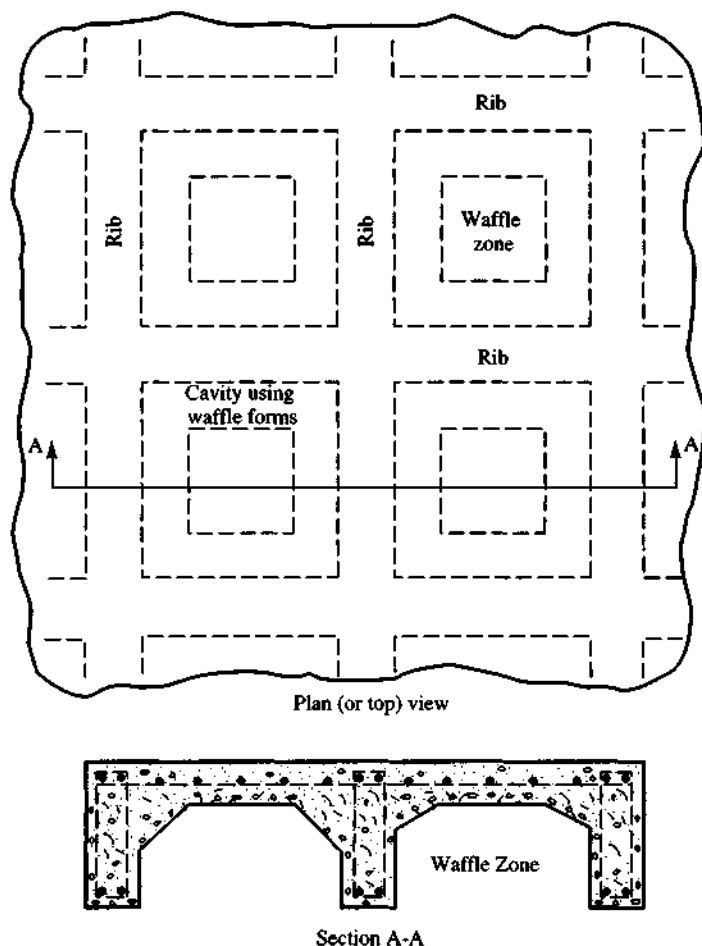 Rib
Rib
Rib
Waffle
zone
Rib
Cavity using
waffle forms
A
A
Plan (or top) view
Waffle Zone
Section A-A